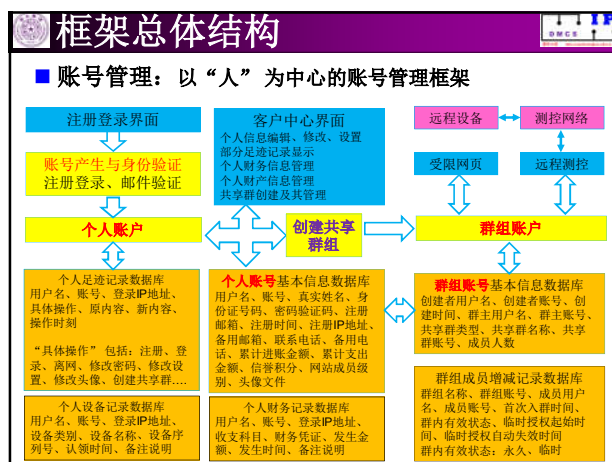 框架总体结构
IP
DMCS
账号管理：以“人”为中心的账号管理框架
注册登录界面
账号产生与身份验证
注册登录、邮件验证
个人账户
客户中心界面
个人信息编辑、修改、设置
部分足迹记录显示
个人财务信息管理
个人财产信息管理
共享群创建及其管理
创建共享
群组
远程设备
测控网络
受限网页
远程测控
群组账户
个人足迹记录数据库
用户名、账号、登录IP地址、
具体操作、原内容、新内容、
操作时刻
“具体操作”包括：注册、登
录、离网、修改密码、修改设
置、修改头像、创建共享群....
个人账号基本信息数据库
用户名、账号、真实姓名、身
份证号码、密码验证码、注册
邮箱、注册时间、注册IP地址、
备用邮箱、联系电话、备用电
话、累计进账金额、累计支出
金额、信誉积分、网站成员级
别、头像文件
群组账号基本信息数据库
创建者用户名、创建者账号、创
建时间、群主用户名、群主账号、
共享群类型、共享群名称、共享
群账号、成员人数
个人设备记录数据库
用户名、账号、登录IP地址、
设备类别、设备名称、设备序
列号、认领时间、备注说明
个人财务记录数据库
用户名、账号、登录IP地址、
收支科目、财务凭证、发生金
额、发生时间、备注说明
群组成员增减记录数据库
群组名称、群组账号、成员用户
名、成员账号、首次入群时间、
群内有效状态、临时授权起始时
间、临时授权自动失效时间
群内有效状态：永久、临时